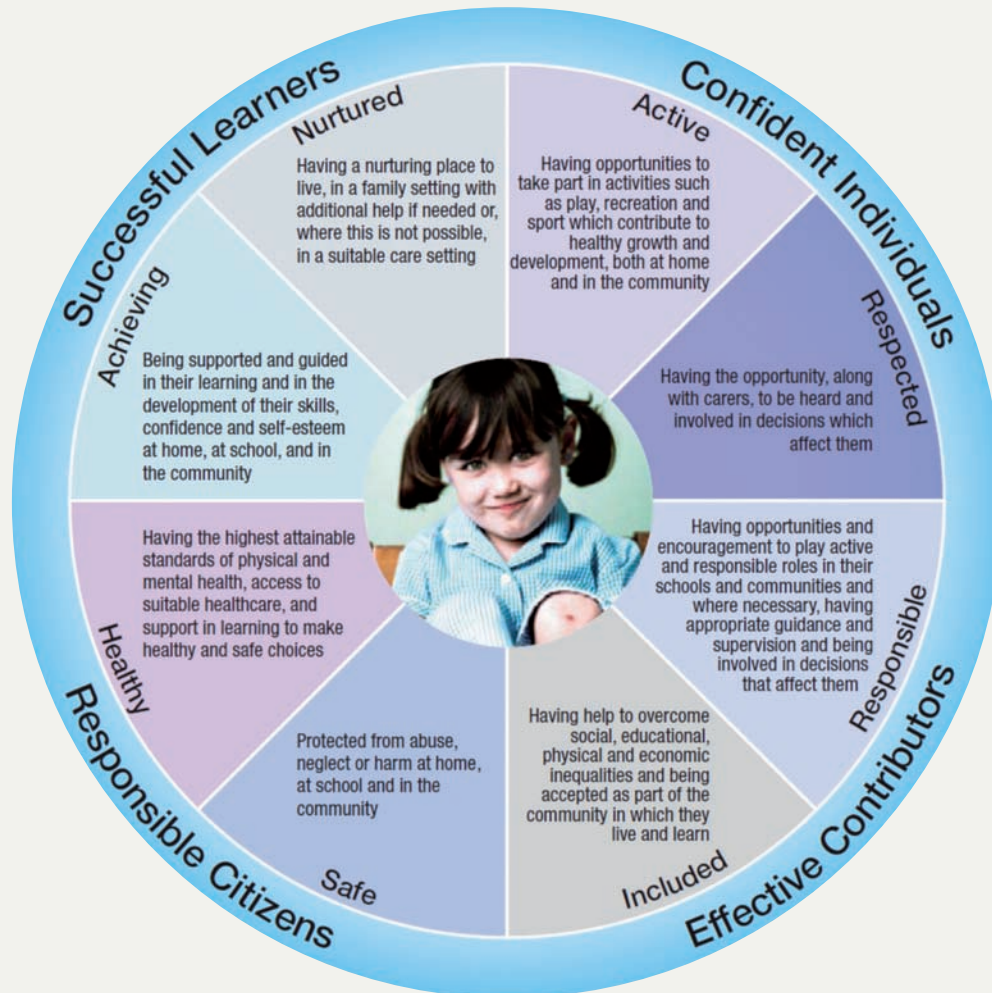 Successful Learners
Confident Individuals
Nurtured
Having a nurturing place to
live, in a family setting with
additional help if needed or,
where this is not possible,
in a suitable care setting
Active
Having opportunities to
take part in activities such
as play, recreation and
sport which contribute to
healthy growth and
development, both at home
and in the community
Achieving
Being supported and guided
in their learning and in the
development of their skills,
confidence and self-esteem
at home, at school, and in
the community
Respected
Having the opportunity, along
with carers, to be heard and
involved in decisions which
affect them
Healthy
Having the highest attainable
standards of physical and
mental health, access to
suitable healthcare, and
support in learning to make
healthy and safe choices
Responsible
Having opportunities and
encouragement to play active
and responsible roles in their
schools and communities and
where necessary, having
appropriate guidance and
supervision and being
involved in decisions
that affect them
Protected from abuse,
neglect or harm at home,
at school and in the
community
Safe
Having help to overcome
social, educational,
physical and economic
inequalities and being
accepted as part of the
community in which they
live and learn
Included
Responsible Citizens
Effective Contributors